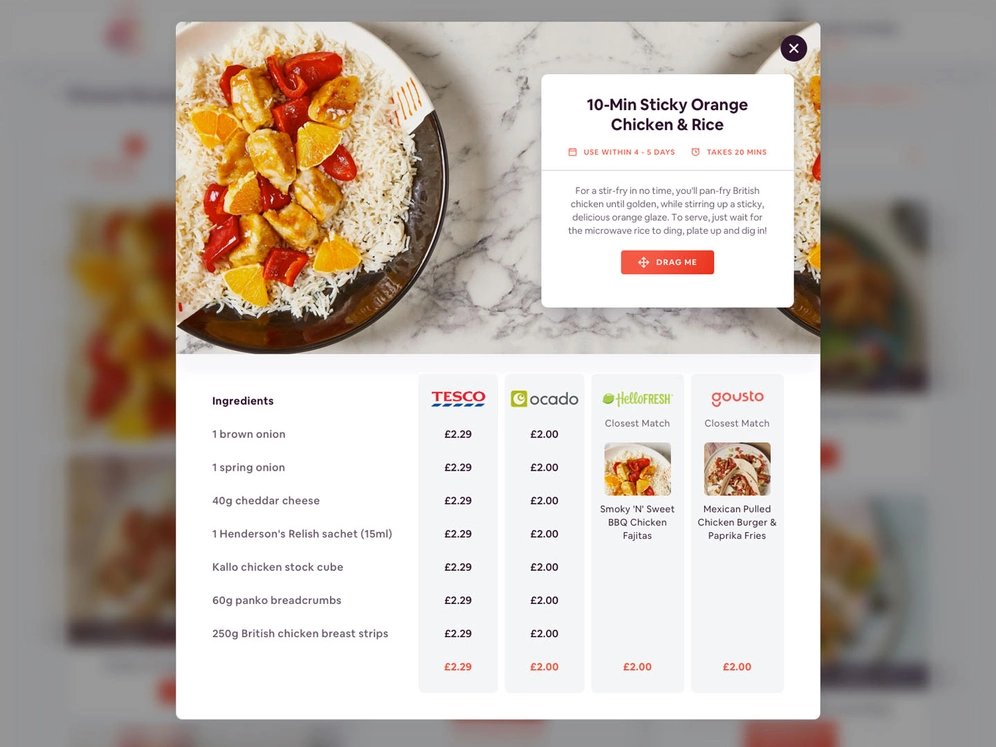 10-Min Sticky Orange
Chicken & Rice
USE WITHIN 4 - 5 DAYS TAKES 20 MINS
For a stir-fry in no time, you'll pan-fry British
chicken until golden, while stirring up a sticky,
delicious orange glaze. To serve, just wait for
the microwave rice to ding, plate up and dig in!
DRAG ME
Ingredients TESCO ocado HelloFRESH gousto
Closest Match Closest Match
1 brown onion £2.29 £2.00
1 spring onion £2.29 £2.00
40g cheddar cheese £2.29 £2.00
Smoky 'N' Sweet Mexican Pulled
BBQ Chicken Chicken Burger &
Fajitas Paprika Fries
1 Henderson's Relish sachet (15ml) £2.29 £2.00
Kallo chicken stock cube £2.29 £2.00
60g panko breadcrumbs £2.29 £2.00
250g British chicken breast strips £2.29 £2.00
£2.29 £2.00 £2.00 £2.00